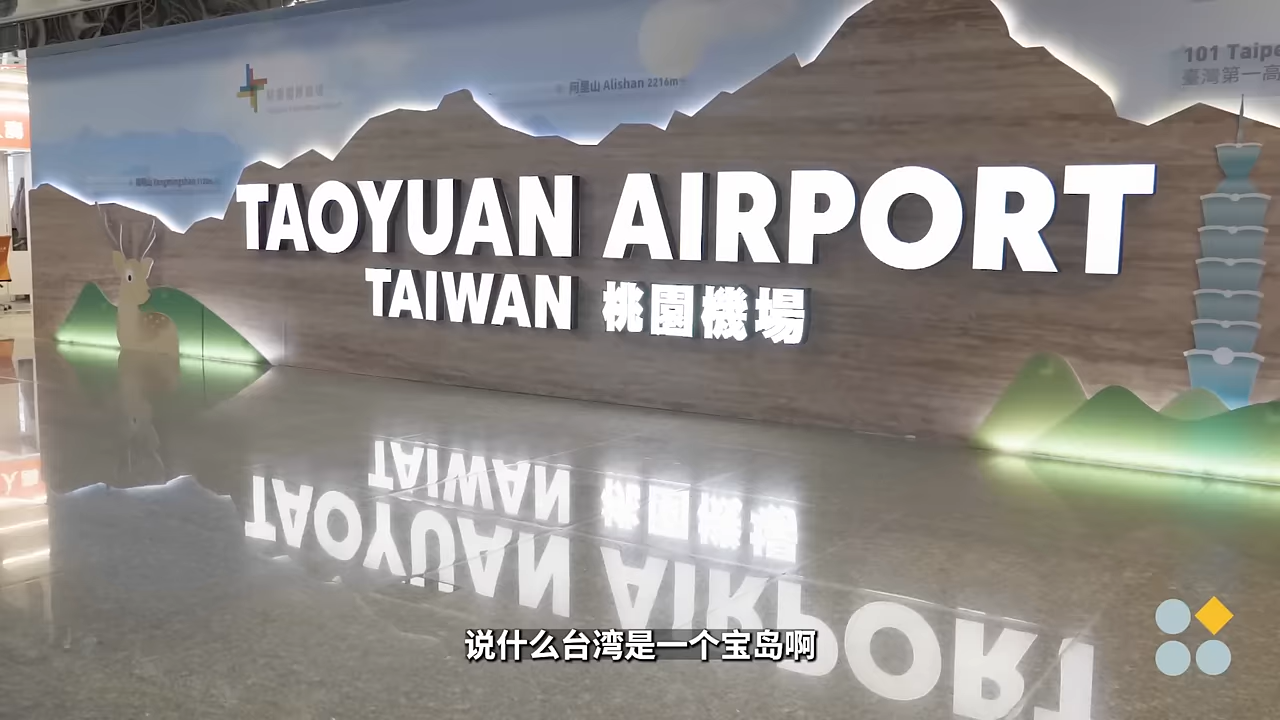 101 Taipe
臺灣第一高
阿里山 Alishan 2216m
TAOYUAN AIRPORT
TAIWAN 桃園機場
说什么台湾是一个宝岛啊